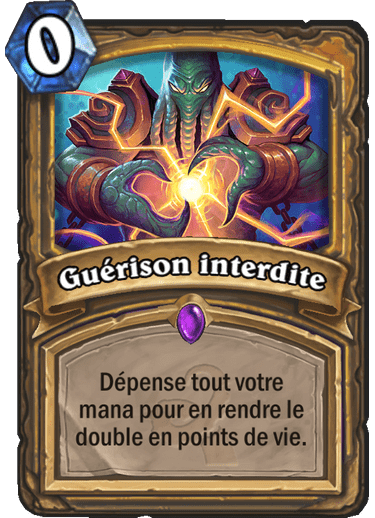 0
Guérison interdite
Dépense tout votre
mana pour en rendre le
double en points de vie.